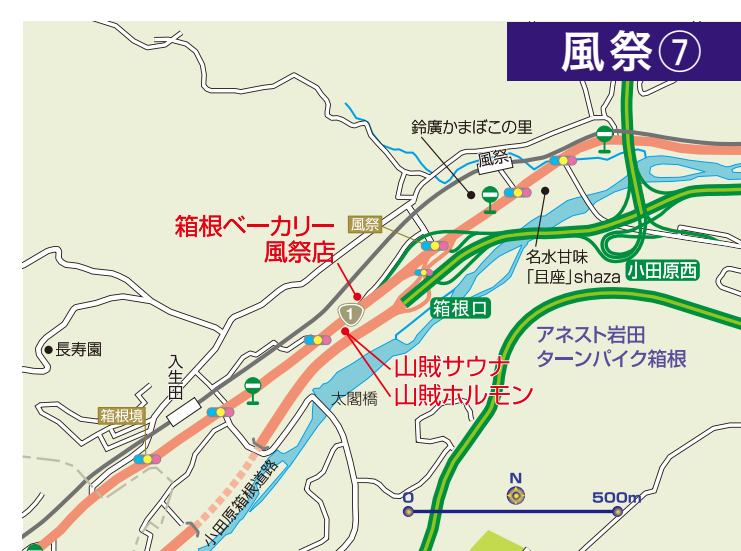 風祭⑦
鈴廣かまぼこの里
風祭
箱根ベーカリー
風祭店
風祭
名水甘味
「且座」shaza
小田原西
箱根口
1
アネスト岩田
ターンパイク箱根
長寿園
入生田
山賊サウナ
山賊ホルモン
太閤橋
箱根境
小田原箱根道路
N
0
500m